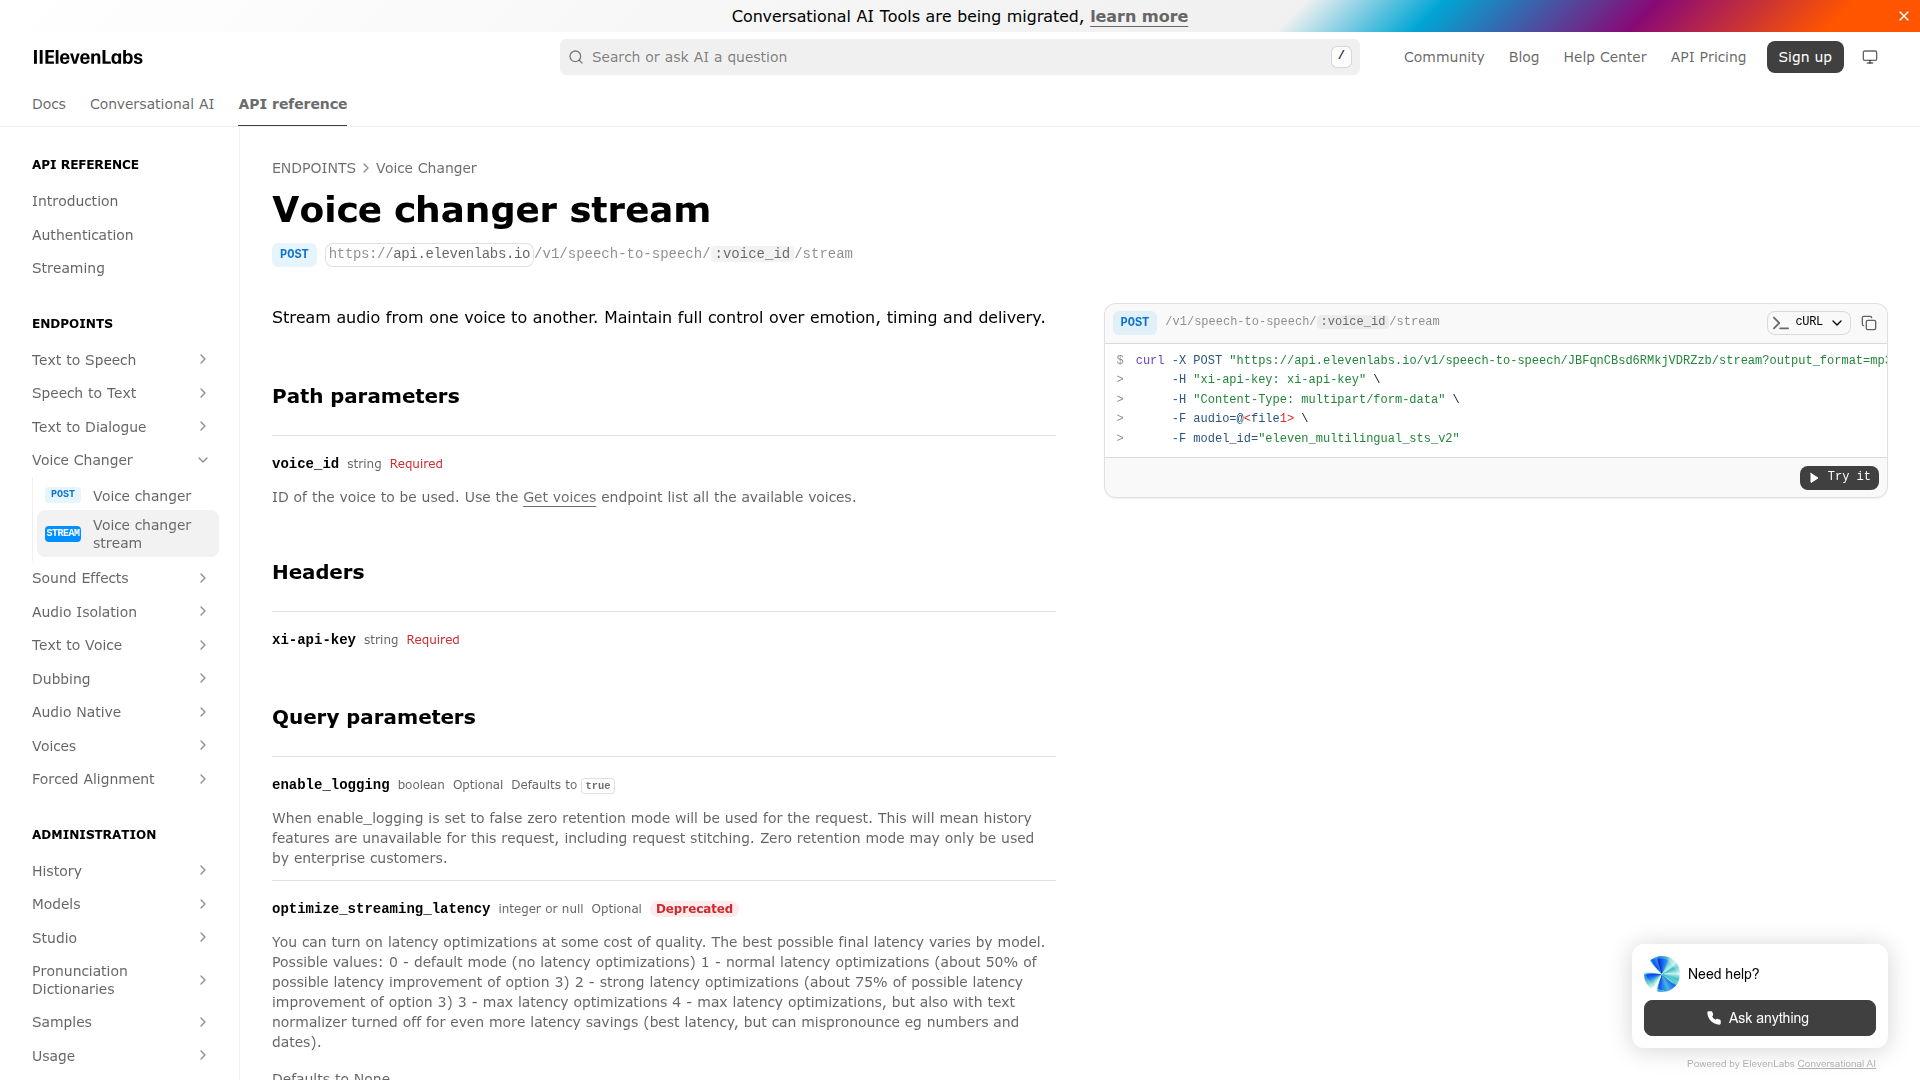 Conversational AI Tools are being migrated, learn more
IIElevenLabs
Search or ask AI a question
/
Community
Blog
Help Center
API Pricing
Sign up
Docs
Conversational AI
API reference
API REFERENCE
Introduction
Authentication
Streaming
ENDPOINTS
Text to Speech
Speech to Text
Text to Dialogue
Voice Changer
POST Voice changer
STREAM Voice changer
stream
Sound Effects
Audio Isolation
Text to Voice
Dubbing
Audio Native
Voices
Forced Alignment
ADMINISTRATION
History
Models
Studio
Pronunciation
Dictionaries
Samples
Usage
ENDPOINTS > Voice Changer
Voice changer stream
POST https://api.elevenlabs.io/v1/speech-to-speech/:voice_id/stream
Stream audio from one voice to another. Maintain full control over emotion, timing and delivery.
Path parameters
voice_id string Required
ID of the voice to be used. Use the Get voices endpoint list all the available voices.
Headers
xi-api-key string Required
Query parameters
enable_logging boolean Optional Defaults to true
When enable_logging is set to false zero retention mode will be used for the request. This will mean history
features are unavailable for this request, including request stitching. Zero retention mode may only be used
by enterprise customers.
optimize_streaming_latency integer or null Optional Deprecated
You can turn on latency optimizations at some cost of quality. The best possible final latency varies by model.
Possible values: 0 - default mode (no latency optimizations) 1 - normal latency optimizations (about 50% of
possible latency improvement of option 3) 2 - strong latency optimizations (about 75% of possible latency
improvement of option 3) 3 - max latency optimizations 4 - max latency optimizations, but also with text
normalizer turned off for even more latency savings (best latency, but can mispronounce eg numbers and
dates).
Defaults to None
POST /v1/speech-to-speech/:voice_id/stream
cURL
$ curl -X POST "https://api.elevenlabs.io/v1/speech-to-speech/JBFqnCBsd6RMkjVDRZzb/stream?output_format=mp3
> -H "xi-api-key: xi-api-key" \
> -H "Content-Type: multipart/form-data" \
> -F audio=@<file1> \
> -F model_id="eleven_multilingual_sts_v2"
Try it
Need help?
Ask anything
Powered by ElevenLabs Conversational AI